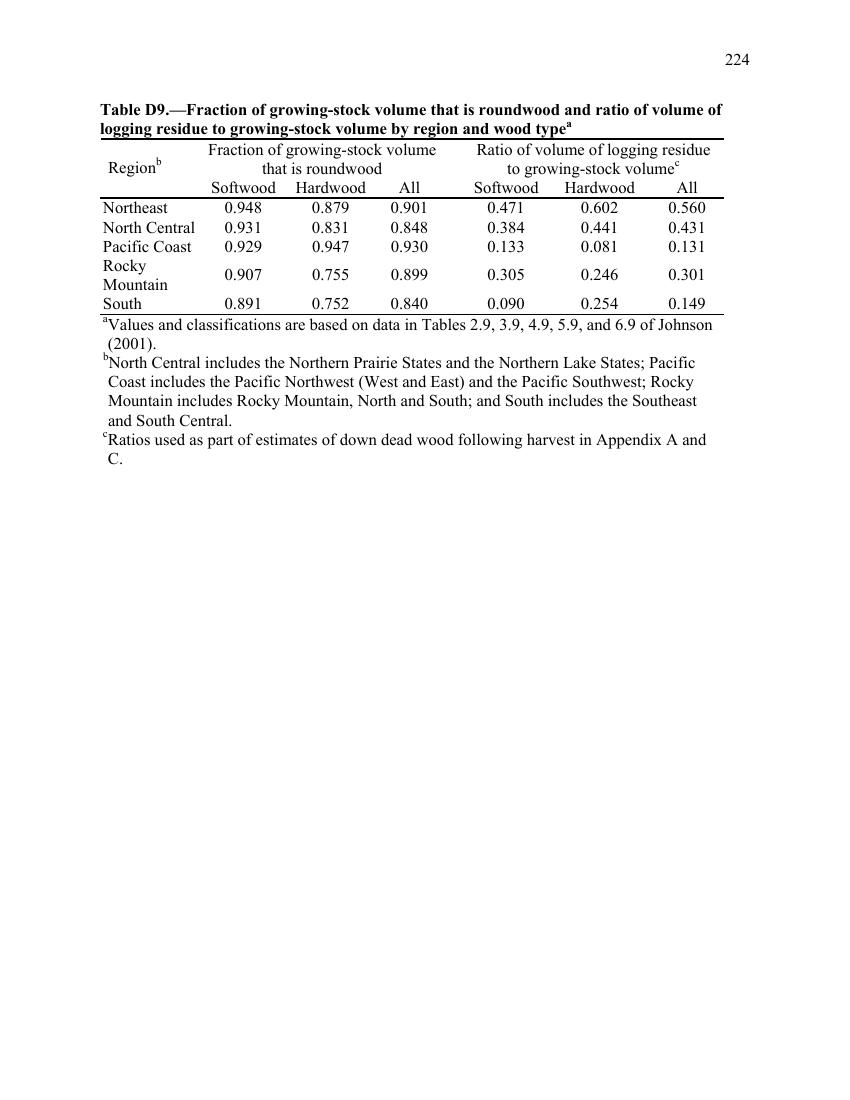 224
Table D9.—Fraction of growing-stock volume that is roundwood and ratio of volume of
logging residue to growing-stock volume by region and wood typeᵃ
Regionᵇ Fraction of growing-stock volume that is roundwood Ratio of volume of logging residue to growing-stock volumeᶜ
Softwood Hardwood All Softwood Hardwood All
Northeast 0.948 0.879 0.901 0.471 0.602 0.560
North Central 0.931 0.831 0.848 0.384 0.441 0.431
Pacific Coast 0.929 0.947 0.930 0.133 0.081 0.131
Rocky Mountain 0.907 0.755 0.899 0.305 0.246 0.301
South 0.891 0.752 0.840 0.090 0.254 0.149
ᵃValues and classifications are based on data in Tables 2.9, 3.9, 4.9, 5.9, and 6.9 of Johnson
(2001).
ᵇNorth Central includes the Northern Prairie States and the Northern Lake States; Pacific
Coast includes the Pacific Northwest (West and East) and the Pacific Southwest; Rocky
Mountain includes Rocky Mountain, North and South; and South includes the Southeast
and South Central.
ᶜRatios used as part of estimates of down dead wood following harvest in Appendix A and
C.